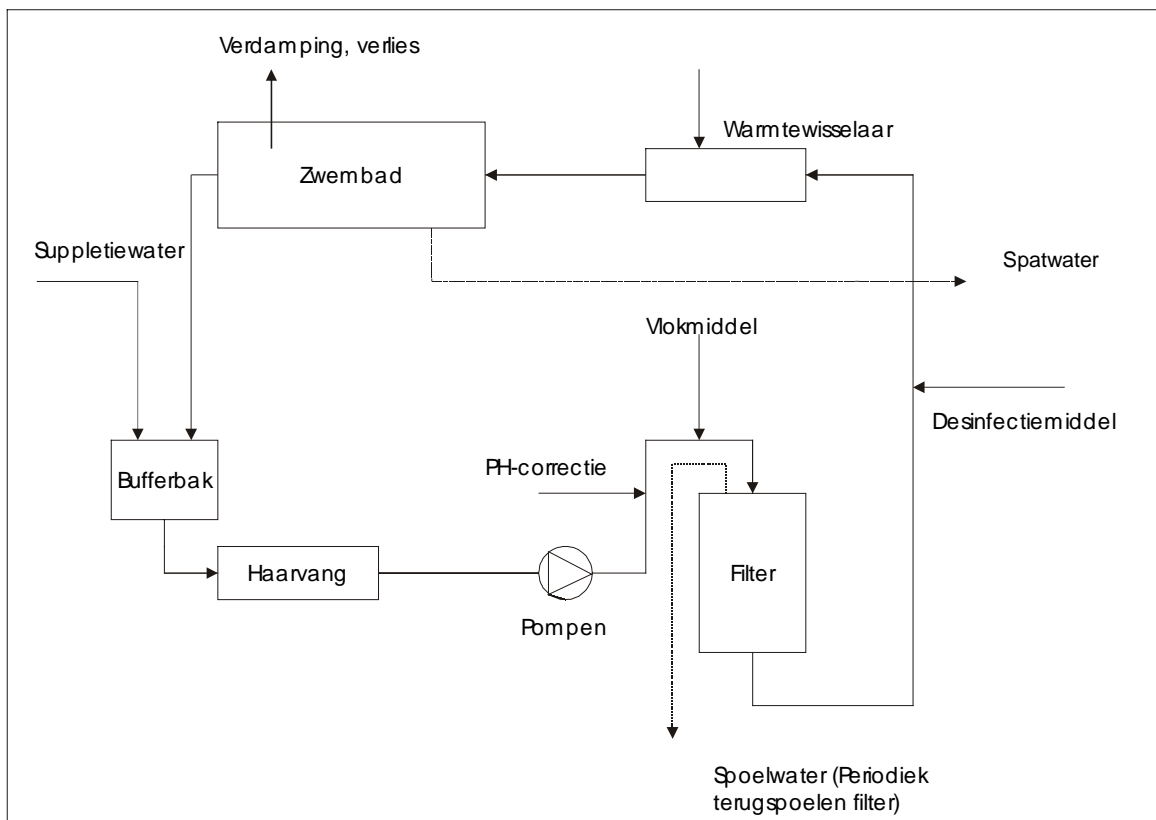 Verdamping, verlies
Warmtewisselaar
Zwembad
Suppletiewater
Spatwater
Vlokmiddel
Desinfectiemiddel
PH-correctie
Bufferbak
Haarvang
Filter
Pompen
Spoelwater (Periodiek
terugspoelen filter)